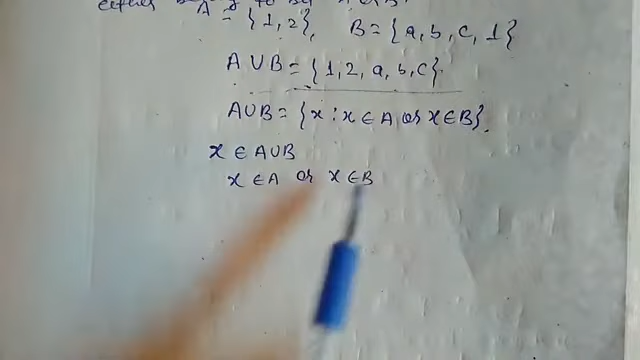 A = {1,2}, B = {a, b, c, 1}
A ∪ B = {1, 2, a, b, c}
A∪B = {x : x ∈ A or x ∈ B}.
x ∈ A∪B
x ∈ A or x ∈ B